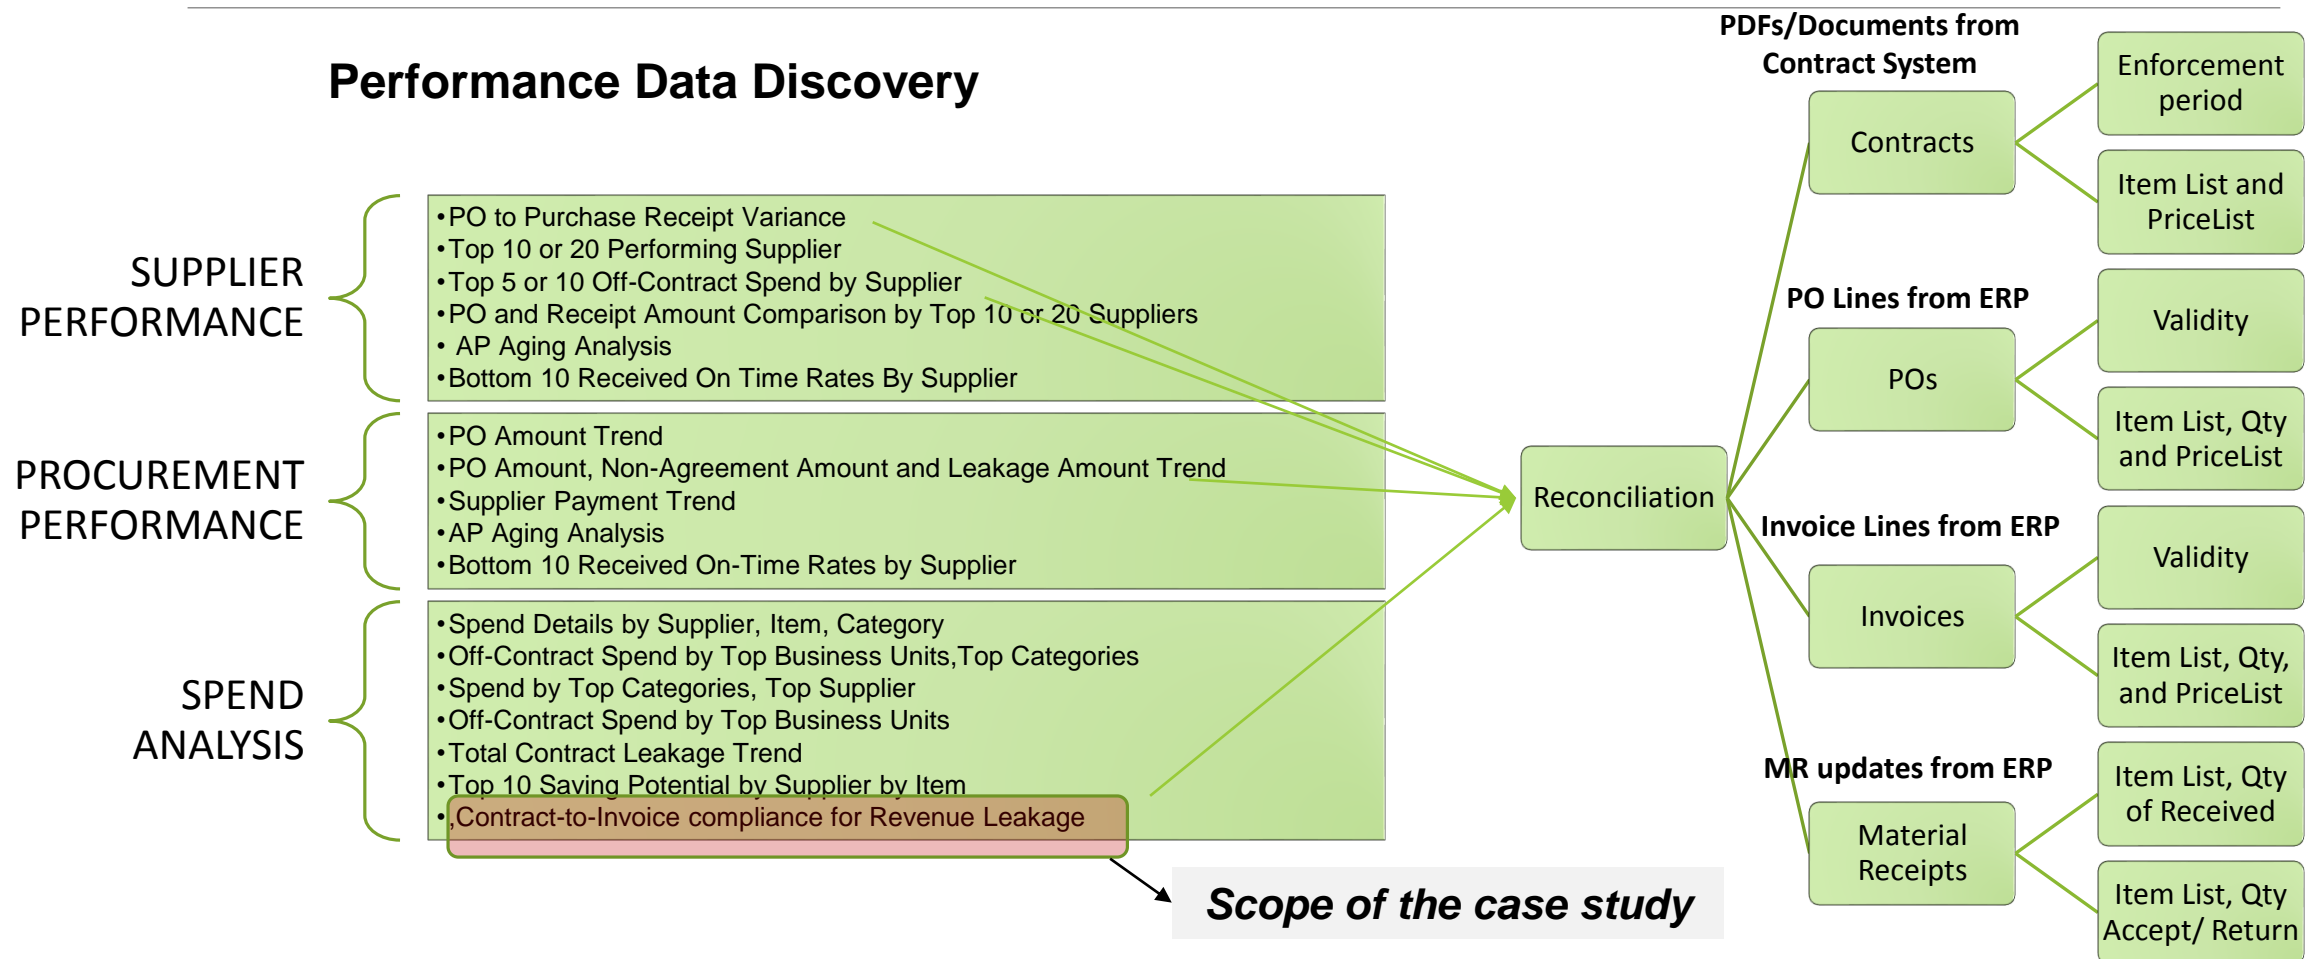 Performance Data Discovery
SUPPLIER
PERFORMANCE
•PO to Purchase Receipt Variance
•Top 10 or 20 Performing Supplier
•Top 5 or 10 Off-Contract Spend by Supplier
•PO and Receipt Amount Comparison by Top 10 or 20 Suppliers
• AP Aging Analysis
•Bottom 10 Received On Time Rates By Supplier
PROCUREMENT
PERFORMANCE
•PO Amount Trend
•PO Amount, Non-Agreement Amount and Leakage Amount Trend
•Supplier Payment Trend
•AP Aging Analysis
•Bottom 10 Received On-Time Rates by Supplier
SPEND
ANALYSIS
•Spend Details by Supplier, Item, Category
•Off-Contract Spend by Top Business Units,Top Categories
•Spend by Top Categories, Top Supplier
•Off-Contract Spend by Top Business Units
•Total Contract Leakage Trend
•Top 10 Saving Potential by Supplier by Item
•,Contract-to-Invoice compliance for Revenue Leakage
Scope of the case study
Reconciliation
PDFs/Documents from
Contract System
Contracts
Enforcement
period
Item List and
PriceList
PO Lines from ERP
POs
Validity
Item List, Qty
and PriceList
Invoice Lines from ERP
Invoices
Validity
Item List, Qty,
and PriceList
MR updates from ERP
Material
Receipts
Item List, Qty
of Received
Item List, Qty
Accept/ Return